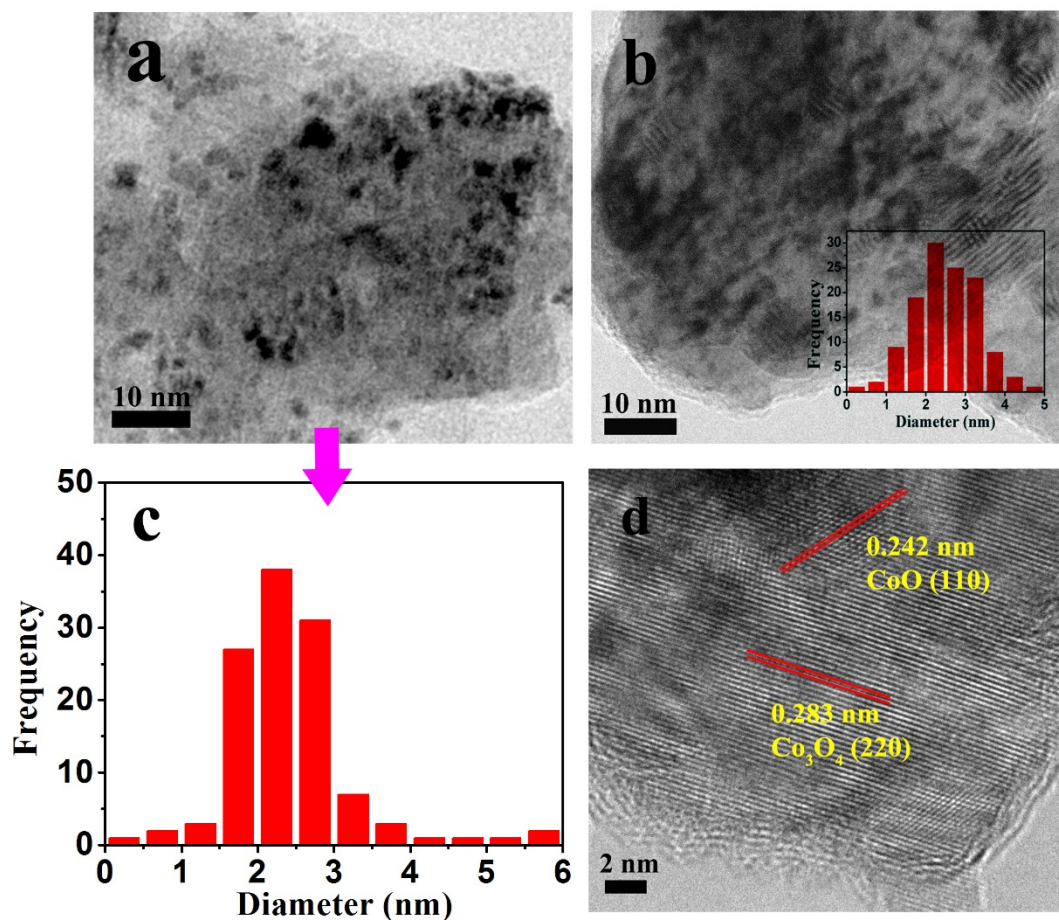 a
10 nm
b
10 nm
Frequency
30
25
20
15
10
5
0
0 1 2 3 4 5
Diameter (nm)
c
Frequency
50
40
30
20
10
0
0 1 2 3 4 5 6
Diameter (nm)
d
0.242 nm
CoO (110)
0.283 nm
Co₃O₄ (220)
2 nm